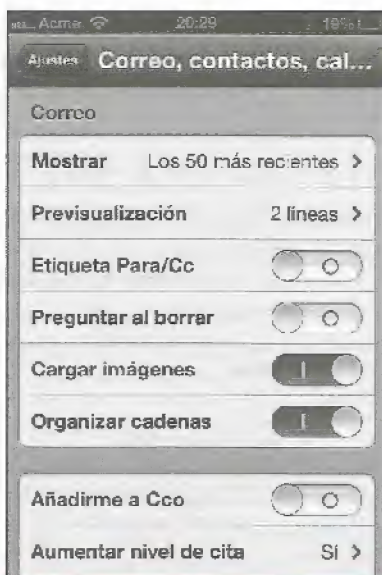 Acme 20:29 19%
Ajustes Correo, contactos, cal...
Correo
Mostrar Los 50 más recientes >
Previsualización 2 líneas >
Etiqueta Para/Cc
Preguntar al borrar
Cargar imágenes
Organizar cadenas
Añadirme a Cco
Aumentar nivel de cita Sí >